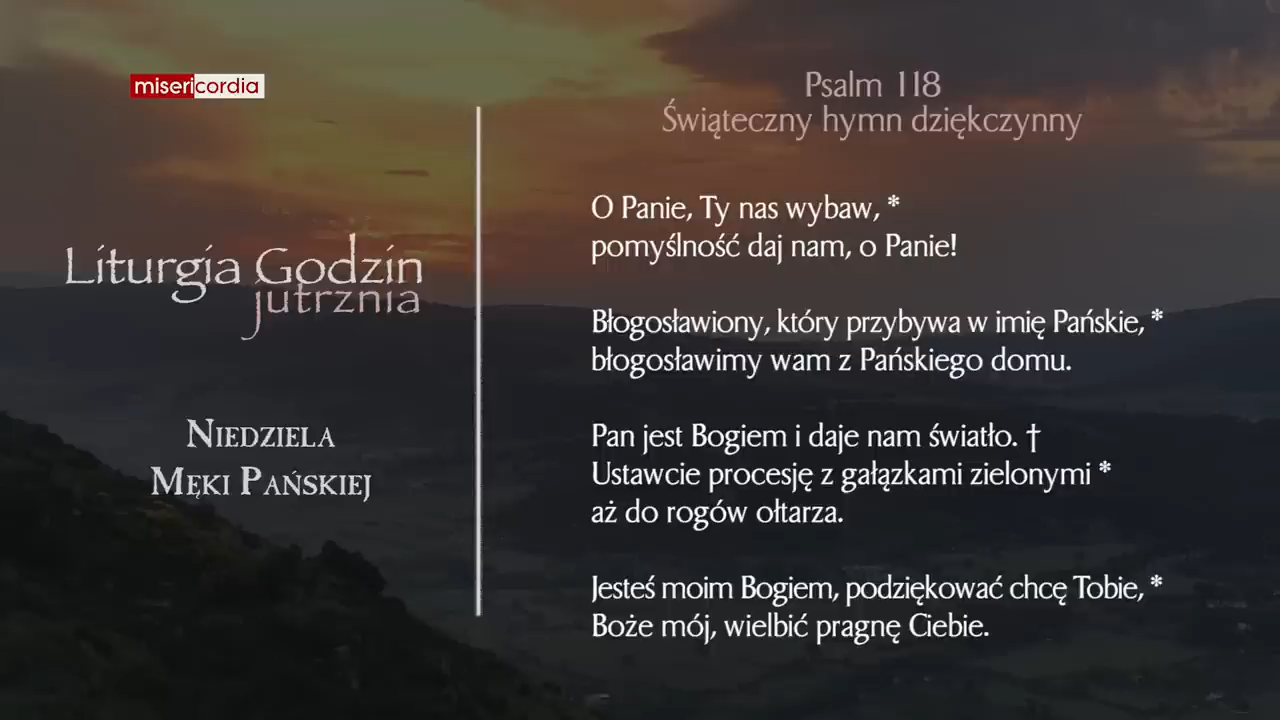 misericordia
Liturgia Godzin
jutrznia
Niedziela
Męki Pańskiej
Psalm 118
Świąteczny hymn dziękczynny
O Panie, Ty nas wybaw, *
pomyślność daj nam, o Panie!
Błogosławiony, który przybywa w imię Pańskie, *
błogosławimy wam z Pańskiego domu.
Pan jest Bogiem i daje nam światło. †
Ustawcie procesję z gałązkami zielonymi *
aż do rogów ołtarza.
Jesteś moim Bogiem, podziękować chcę Tobie, *
Boże mój, wielbić pragnę Ciebie.